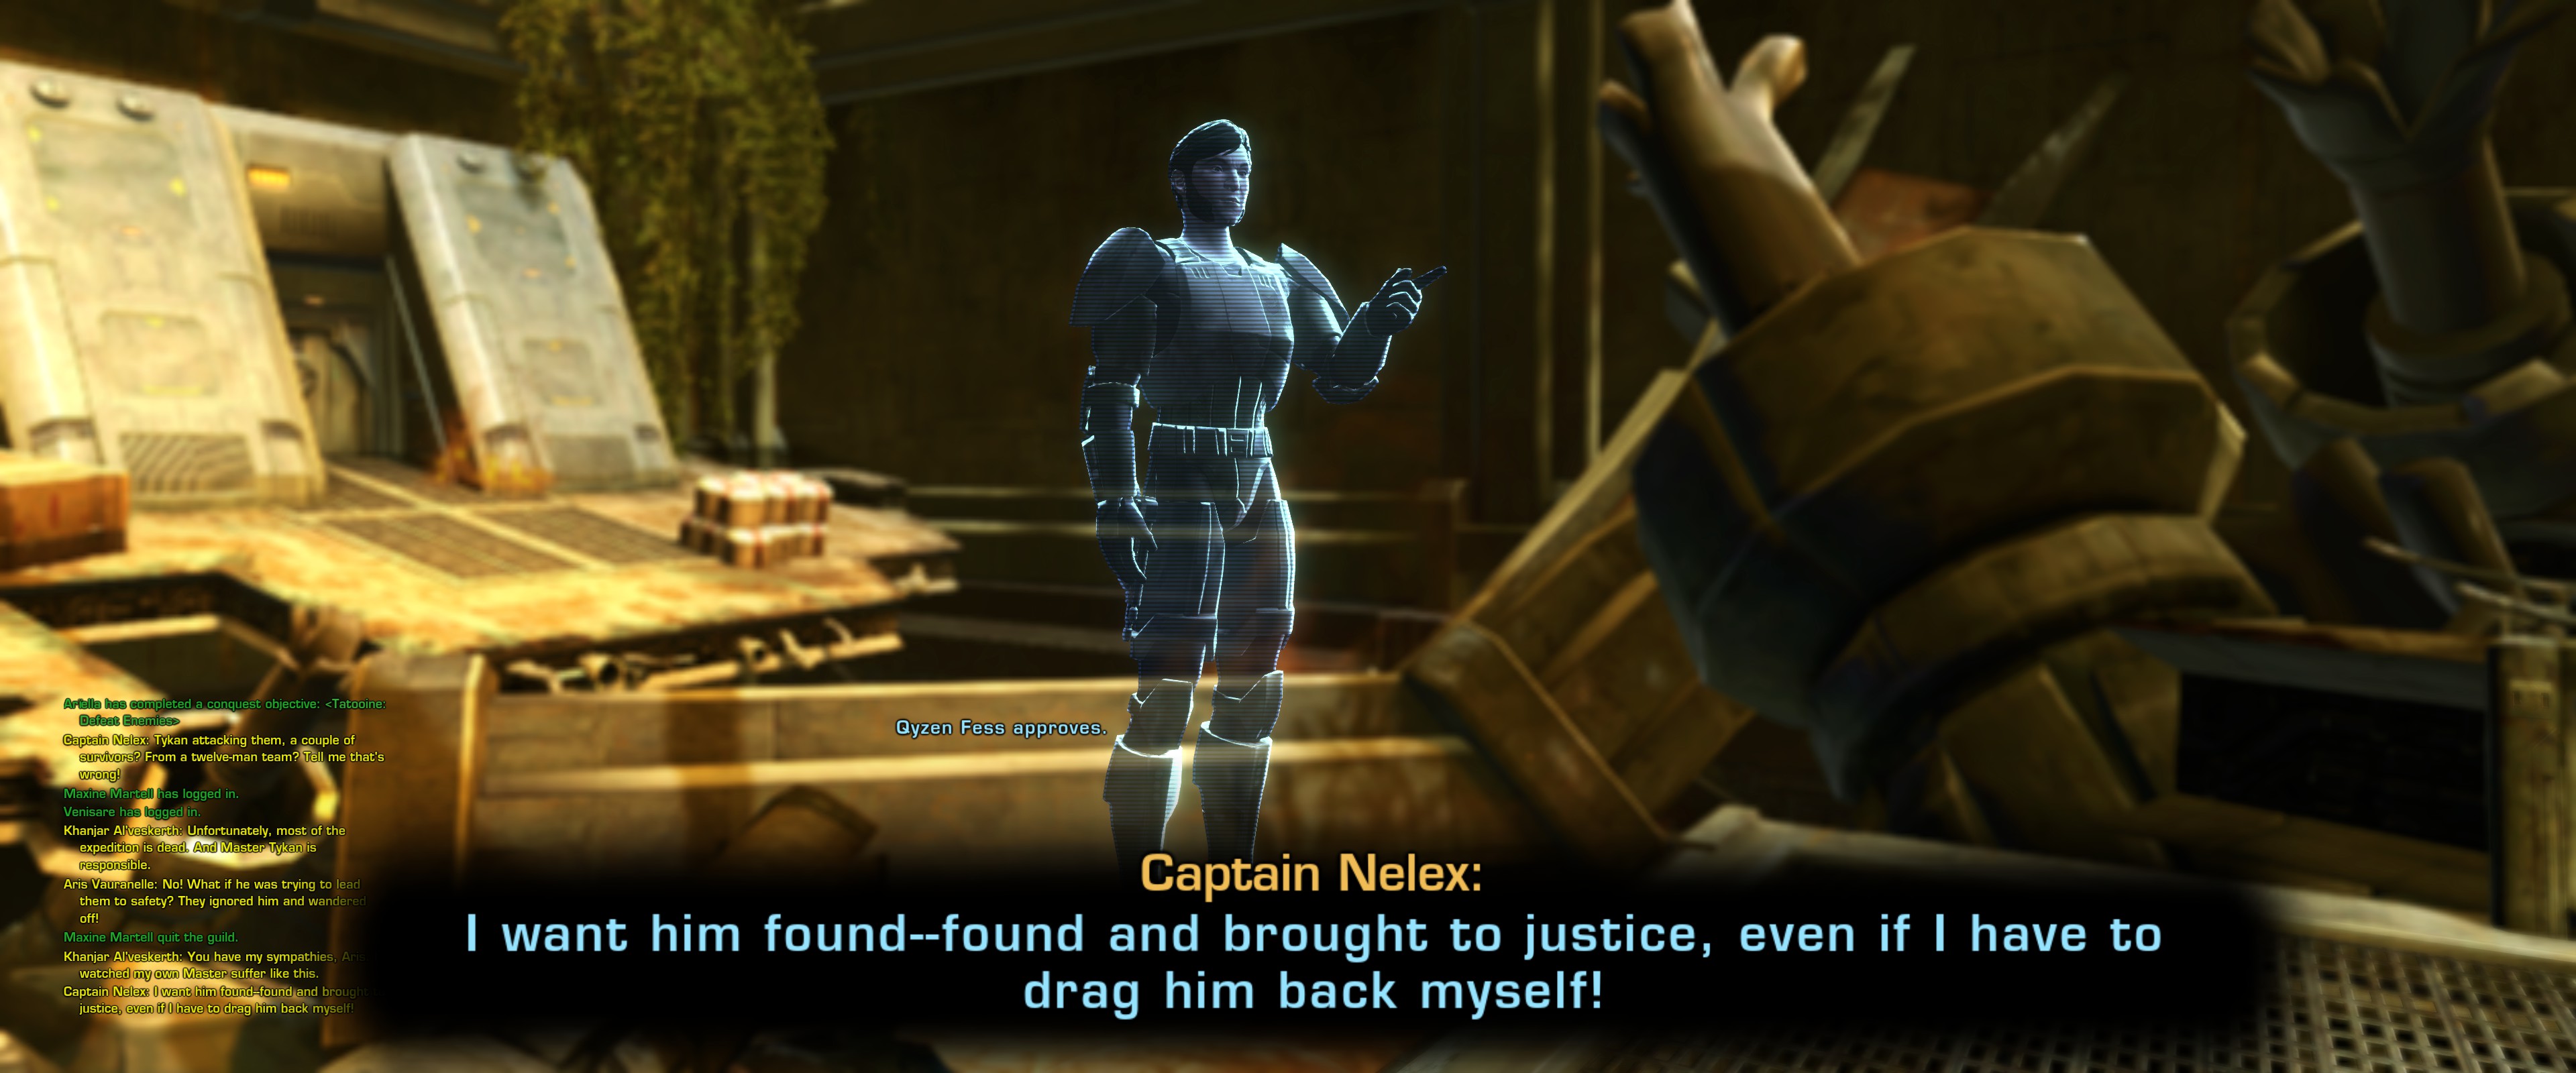 Ariella has completed a conquest objective: <Tatooine:
Defeat Enemies>
Captain Nelex: Tykan attacking them, a couple of
survivors? From a twelve-man team? Tell me that's
wrong!
Maxine Martell has logged in.
Venisare has logged in.
Khanjar Al'veskerth: Unfortunately, most of the
expedition is dead. And Master Tykan is
responsible.
Aris Vauranelle: No! What if he was trying to lead
them to safety? They ignored him and wandered
off!
Maxine Martell quit the guild.
Khanjar Al'veskerth: You have my sympathies, Aris
watched my own Master suffer like this.
Captain Nelex: I want him found--found and brought
justice, even if I have to drag him back myself!
Qyzen Fess approves.
Captain Nelex:
I want him found--found and brought to justice, even if I have to
drag him back myself!